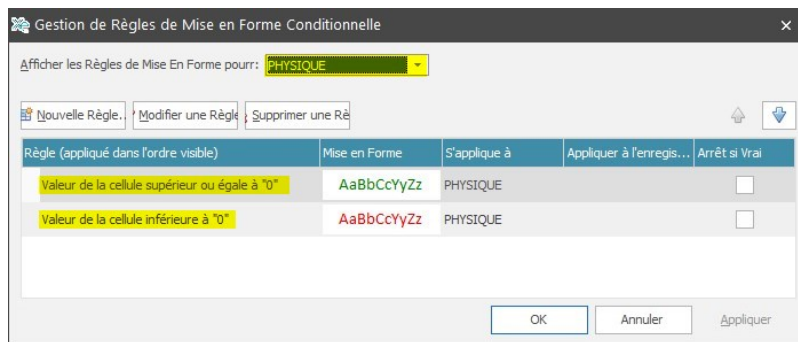 Gestion de Règles de Mise en Forme Conditionnelle
Afficher les Règles de Mise En Forme pourr: PHYSIQUE
Nouvelle Règle.. Modifier une Règle Supprimer une Rè
Règle (appliqué dans l'ordre visible) Mise en Forme S'applique à Appliquer à l'enregis... Arrêt si Vrai
Valeur de la cellule supérieur ou égale à "0" AaBbCcYyZz PHYSIQUE
Valeur de la cellule inférieure à "0" AaBbCcYyZz PHYSIQUE
OK Annuler Appliquer